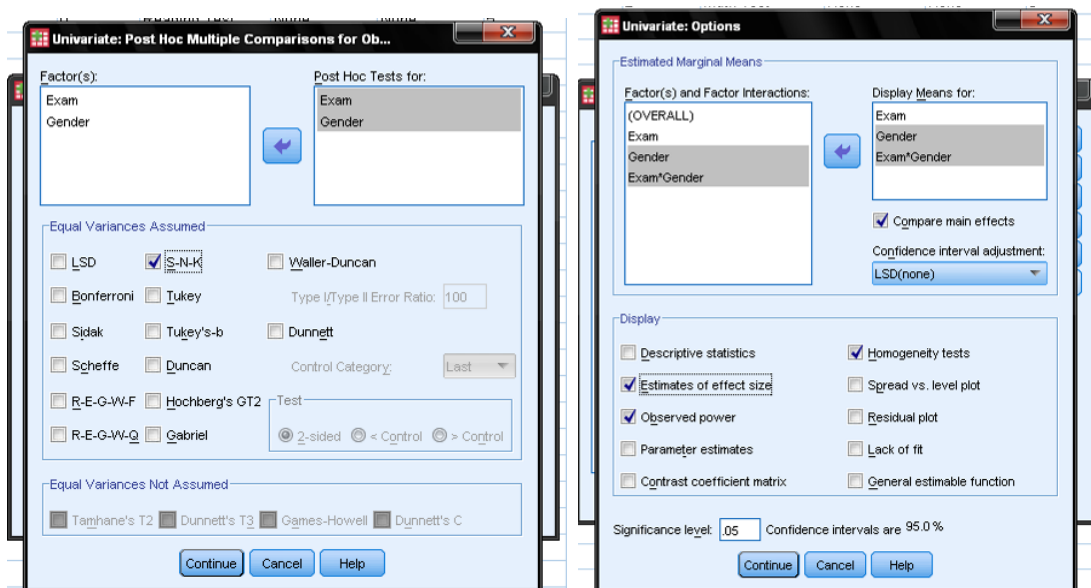 Univariate: Post Hoc Multiple Comparisons for Ob...
Factor(s):
Exam
Gender
Post Hoc Tests for:
Exam
Gender
Equal Variances Assumed
LSD
S-N-K
Waller-Duncan
Bonferroni
Tukey
Type I/Type II Error Ratio:
100
Sidak
Tukey's-b
Dunnett
Scheffe
Duncan
Control Category:
Last
R-E-G-W-F
Hochberg's GT2
Test
R-E-G-W-Q
Gabriel
2-sided
< Control
> Control
Equal Variances Not Assumed
Tamhane's T2
Dunnett's T3
Games-Howell
Dunnett's C
Continue
Cancel
Help
Univariate: Options
Estimated Marginal Means
Factor(s) and Factor Interactions:
(OVERALL)
Exam
Gender
Exam*Gender
Display Means for:
Exam
Gender
Exam*Gender
Compare main effects
Confidence interval adjustment:
LSD(none)
Display
Descriptive statistics
Homogeneity tests
Estimates of effect size
Spread vs. level plot
Observed power
Residual plot
Parameter estimates
Lack of fit
Contrast coefficient matrix
General estimable function
Significance level:
.05
Confidence intervals are 95.0 %
Continue
Cancel
Help